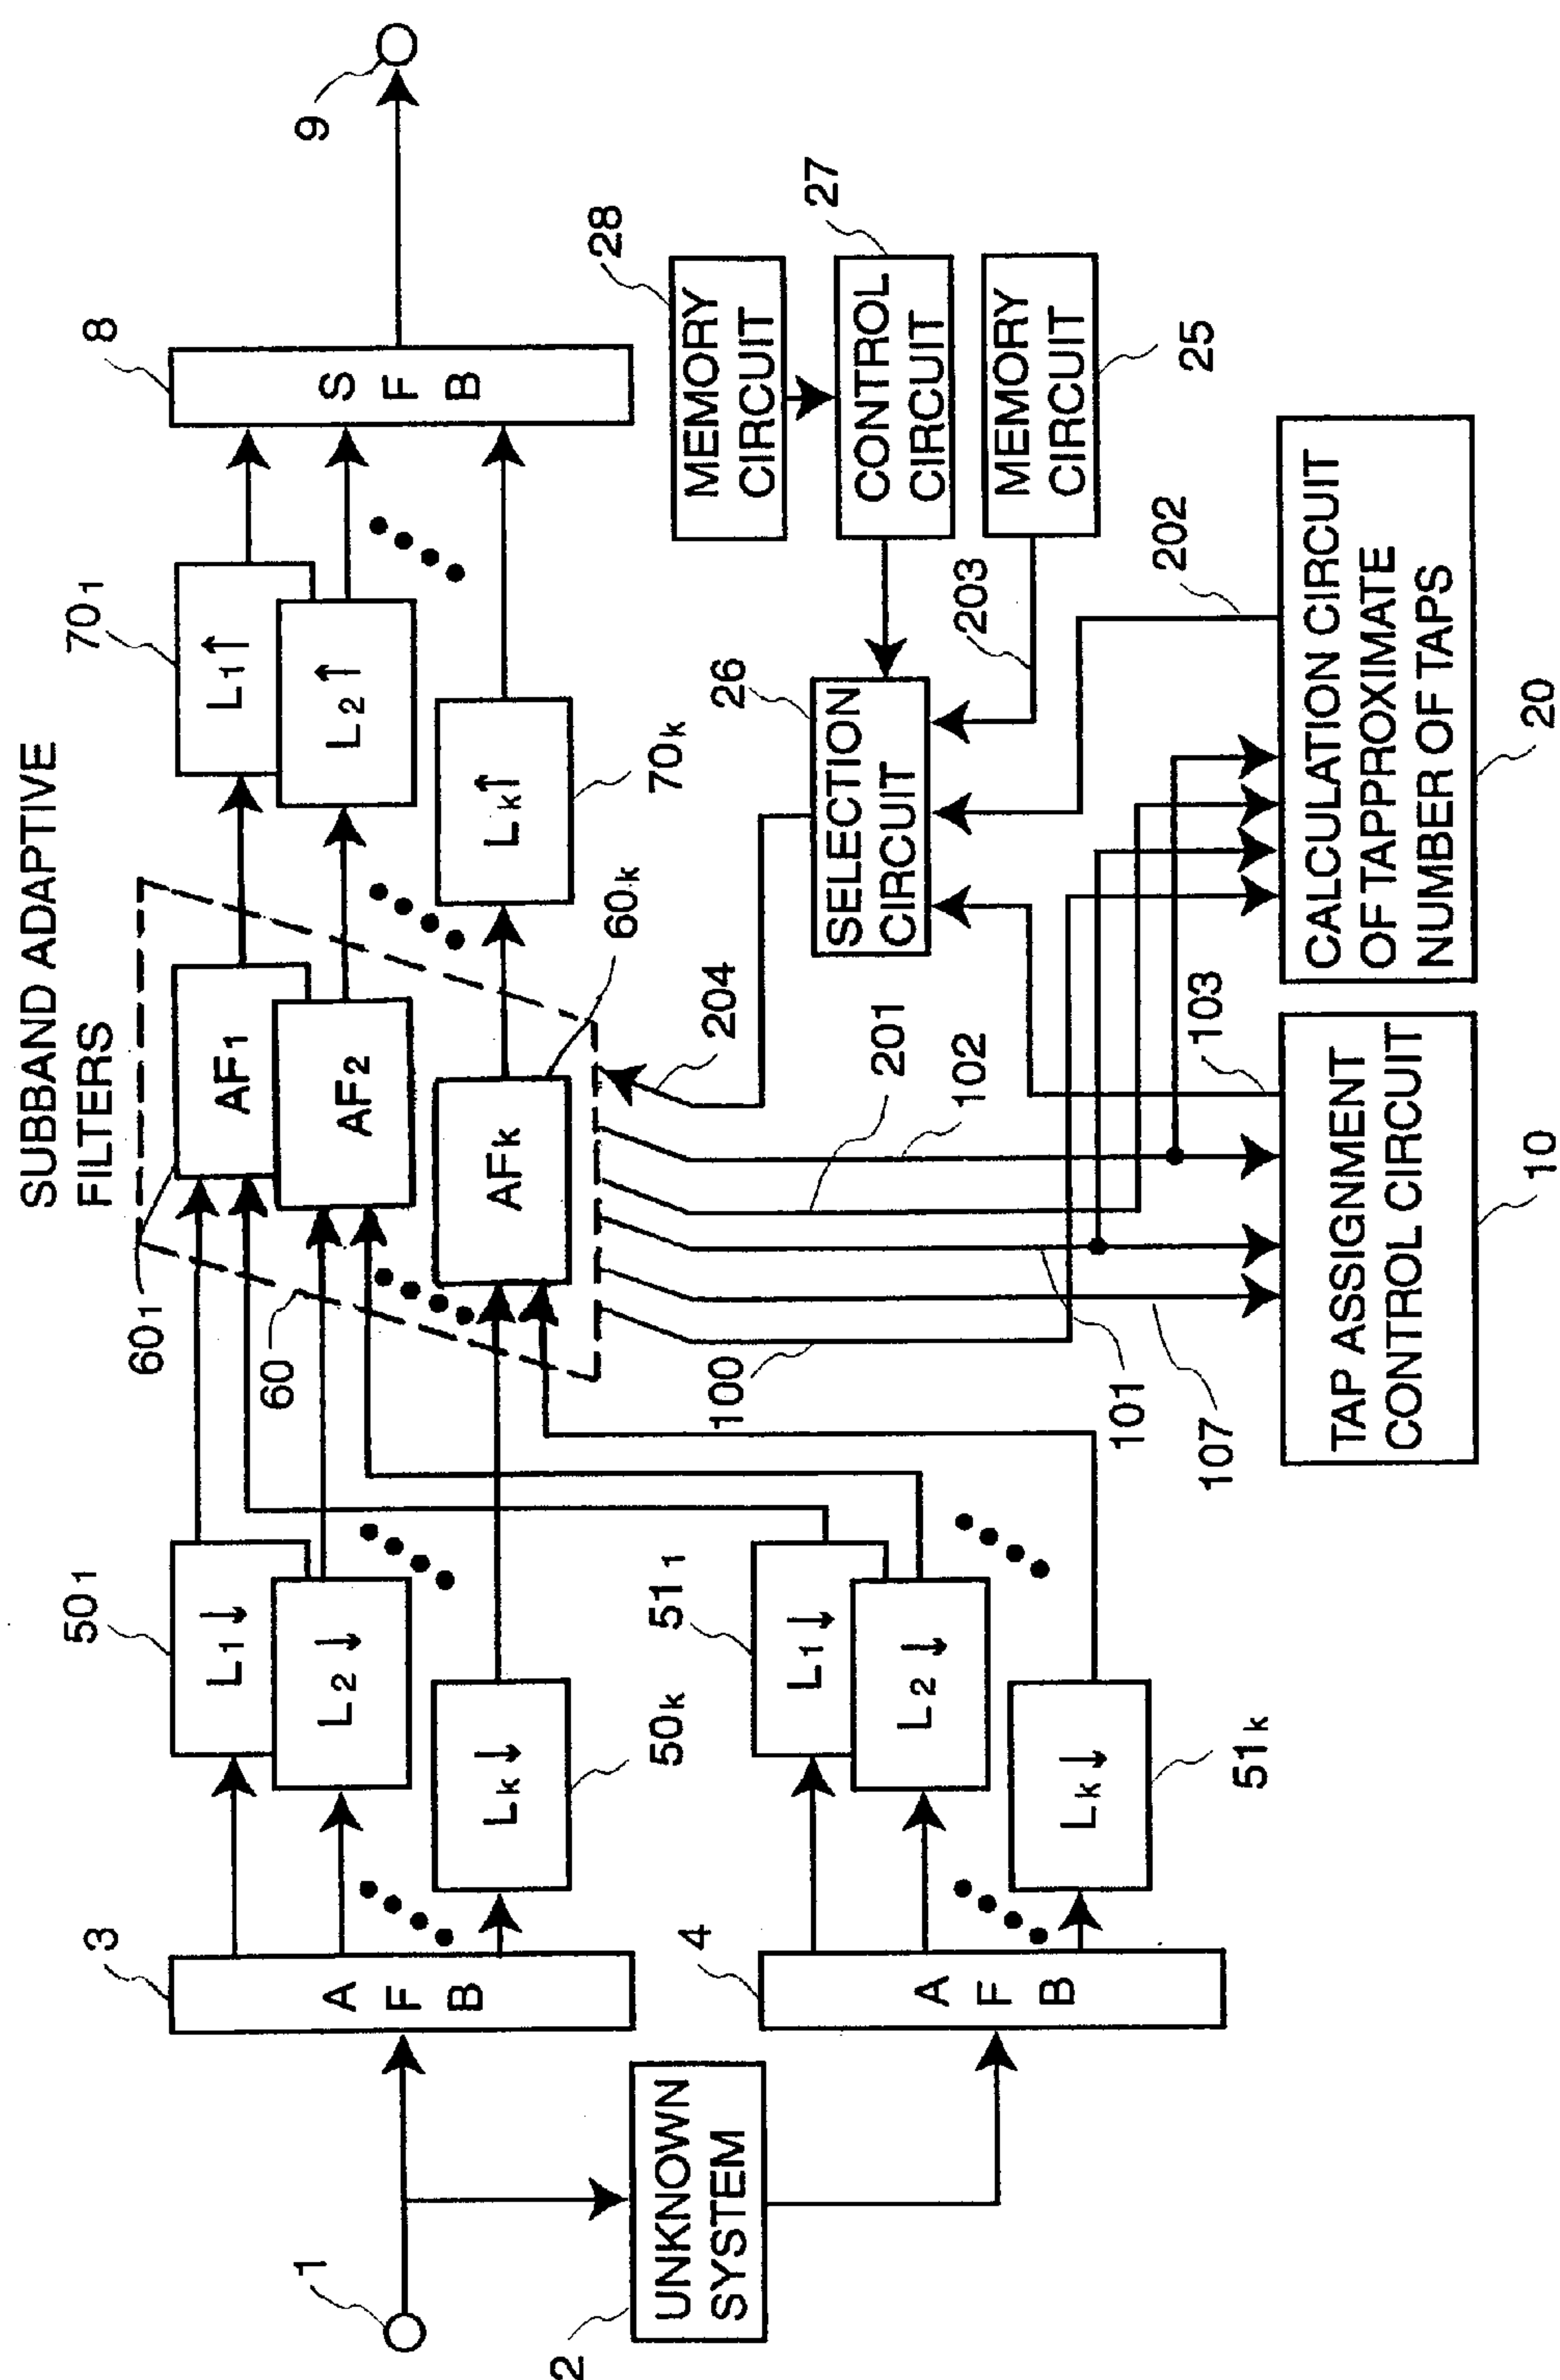 SUBBAND ADAPTIVE
FILTERS
1
2
UNKNOWN
SYSTEM
3
A F B
4
A F B
501
L1↓
L2↓
Lk↓
50k
511
L1↓
L2↓
Lk↓
51k
601
60
AF1
AF2
AFk
60k
701
L1↑
L2↑
Lk↑
70k
8
S F B
9
100
101
107
102
201
204
103
TAP ASSIGNMENT
CONTROL CIRCUIT
10
CALCULATION CIRCUIT
OF TAPPROXIMATE
NUMBER OF TAPS
20
202
203
26
SELECTION
CIRCUIT
28
MEMORY
CIRCUIT
27
CONTROL
CIRCUIT
MEMORY
CIRCUIT
25